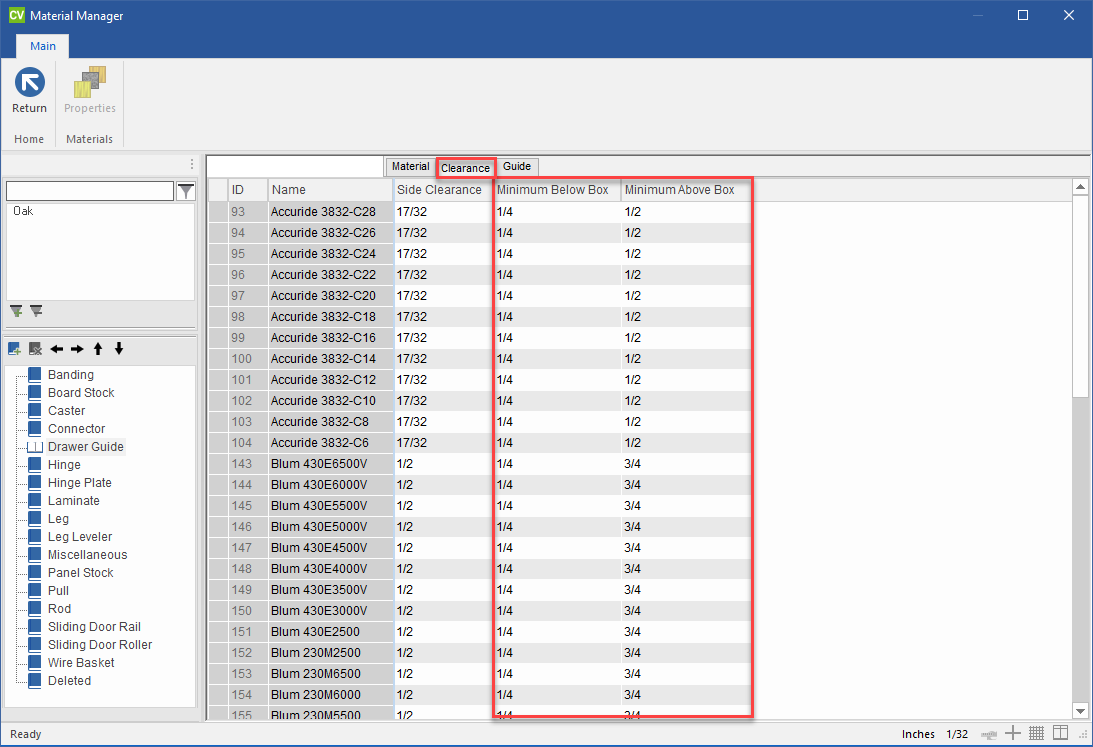 CV Material Manager
Main
Return Properties
Home Materials
Material Clearance Guide
Oak
Banding
Board Stock
Caster
Connector
Drawer Guide
Hinge
Hinge Plate
Laminate
Leg
Leg Leveler
Miscellaneous
Panel Stock
Pull
Rod
Sliding Door Rail
Sliding Door Roller
Wire Basket
Deleted
ID Name Side Clearance Minimum Below Box Minimum Above Box
93 Accuride 3832-C28 17/32 1/4 1/2
94 Accuride 3832-C26 17/32 1/4 1/2
95 Accuride 3832-C24 17/32 1/4 1/2
96 Accuride 3832-C22 17/32 1/4 1/2
97 Accuride 3832-C20 17/32 1/4 1/2
98 Accuride 3832-C18 17/32 1/4 1/2
99 Accuride 3832-C16 17/32 1/4 1/2
100 Accuride 3832-C14 17/32 1/4 1/2
101 Accuride 3832-C12 17/32 1/4 1/2
102 Accuride 3832-C10 17/32 1/4 1/2
103 Accuride 3832-C8 17/32 1/4 1/2
104 Accuride 3832-C6 17/32 1/4 1/2
143 Blum 430E6500V 1/2 1/4 3/4
144 Blum 430E6000V 1/2 1/4 3/4
145 Blum 430E5500V 1/2 1/4 3/4
146 Blum 430E5000V 1/2 1/4 3/4
147 Blum 430E4500V 1/2 1/4 3/4
148 Blum 430E4000V 1/2 1/4 3/4
149 Blum 430E3500V 1/2 1/4 3/4
150 Blum 430E3000V 1/2 1/4 3/4
151 Blum 430E2500 1/2 1/4 3/4
152 Blum 230M2500 1/2 1/4 3/4
153 Blum 230M6500 1/2 1/4 3/4
154 Blum 230M6000 1/2 1/4 3/4
155 Blum 230M5500 1/2 1/4 3/4
Ready Inches 1/32